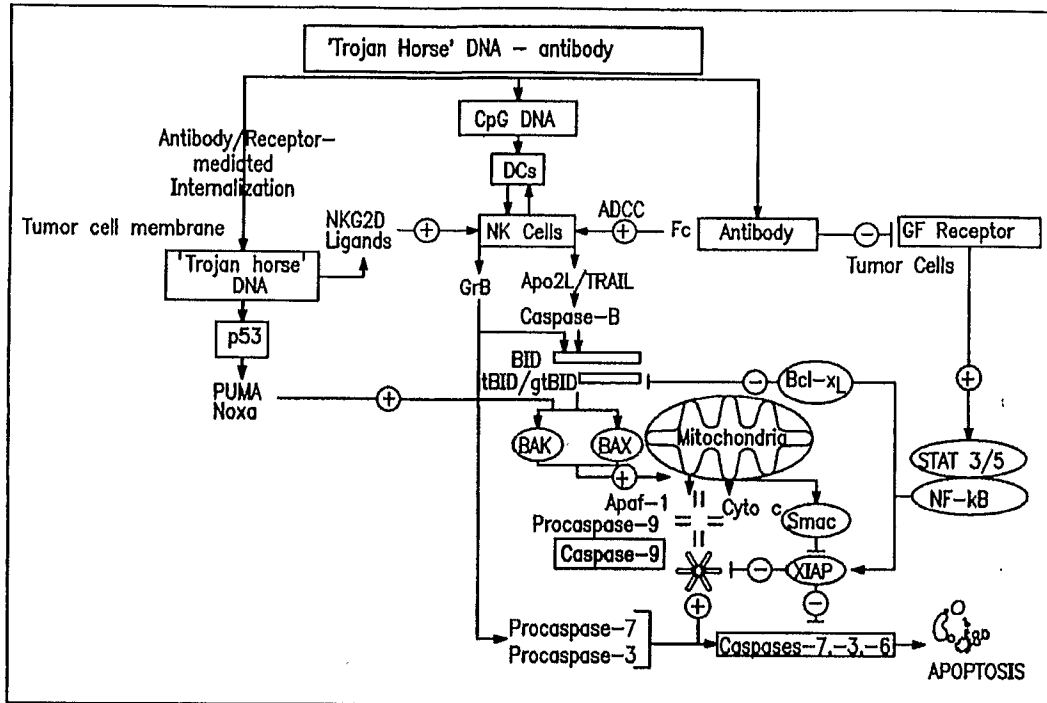 'Trojan Horse' DNA – antibody
CpG DNA
Antibody/Receptor–
mediated
Internalization
DCs
Tumor cell membrane
NKG2D
Ligands
+
NK Cells
ADCC
+
Fc
Antibody
–
GF Receptor
Tumor Cells
'Trojan horse'
DNA
GrB
Apo2L/TRAIL
Caspase–B
p53
BID
tBID/gtBID
–
Bcl–xL
+
PUMA
Noxa
+
BAK
BAX
Mitochondria
STAT 3/5
NF–kB
+
Apaf–1
Cyto c
Smac
Procaspase–9
Caspase–9
–
XIAP
+
–
Procaspase–7
Procaspase–3
Caspases–7,–3,–6
APOPTOSIS